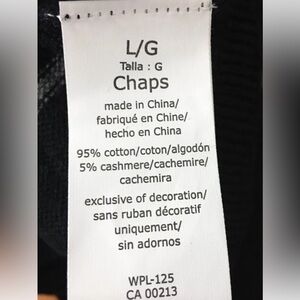 L/G
Talla : G
Chaps
made in China/
fabriqué en Chine/
hecho en China
95% cotton/coton/algodón
5% cashmere/cachemire/
cachemira
exclusive of decoration/
sans ruban décoratif
uniquement/
sin adornos
WPL-125
CA 00213